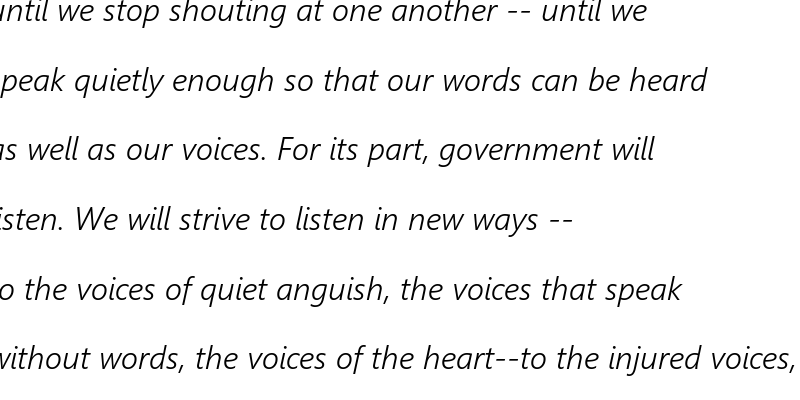 until we stop shouting at one another -- until we
speak quietly enough so that our words can be heard
as well as our voices. For its part, government will
listen. We will strive to listen in new ways --
to the voices of quiet anguish, the voices that speak
without words, the voices of the heart--to the injured voices,